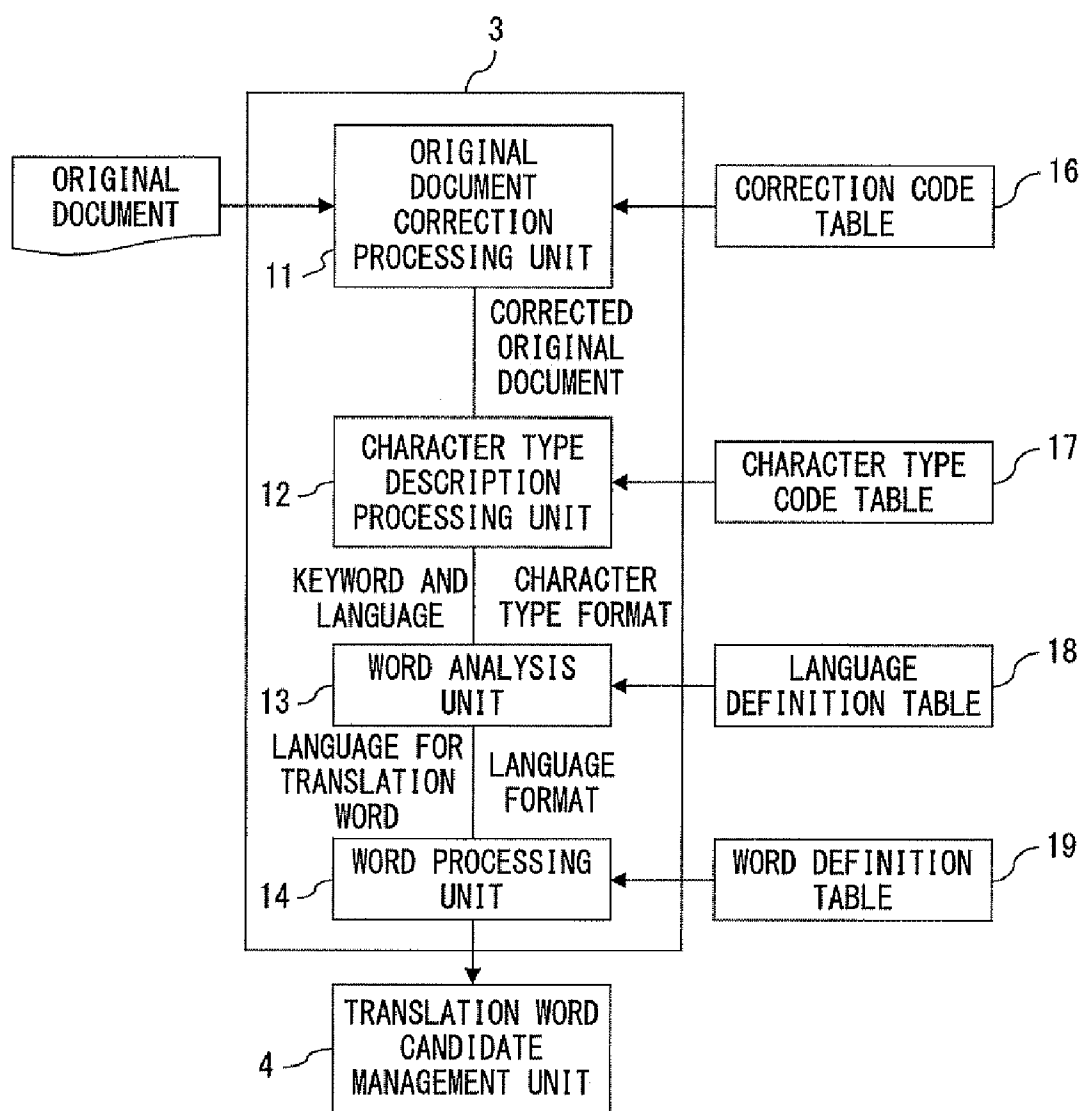 3
ORIGINAL
DOCUMENT
ORIGINAL
DOCUMENT
CORRECTION
PROCESSING UNIT
11
CORRECTION CODE
TABLE
16
CORRECTED
ORIGINAL
DOCUMENT
CHARACTER TYPE
DESCRIPTION
PROCESSING UNIT
12
CHARACTER TYPE
CODE TABLE
17
KEYWORD AND
LANGUAGE
CHARACTER
TYPE FORMAT
WORD ANALYSIS
UNIT
13
LANGUAGE
DEFINITION TABLE
18
LANGUAGE FOR
TRANSLATION
WORD
LANGUAGE
FORMAT
WORD PROCESSING
UNIT
14
WORD DEFINITION
TABLE
19
TRANSLATION WORD
CANDIDATE
MANAGEMENT UNIT
4